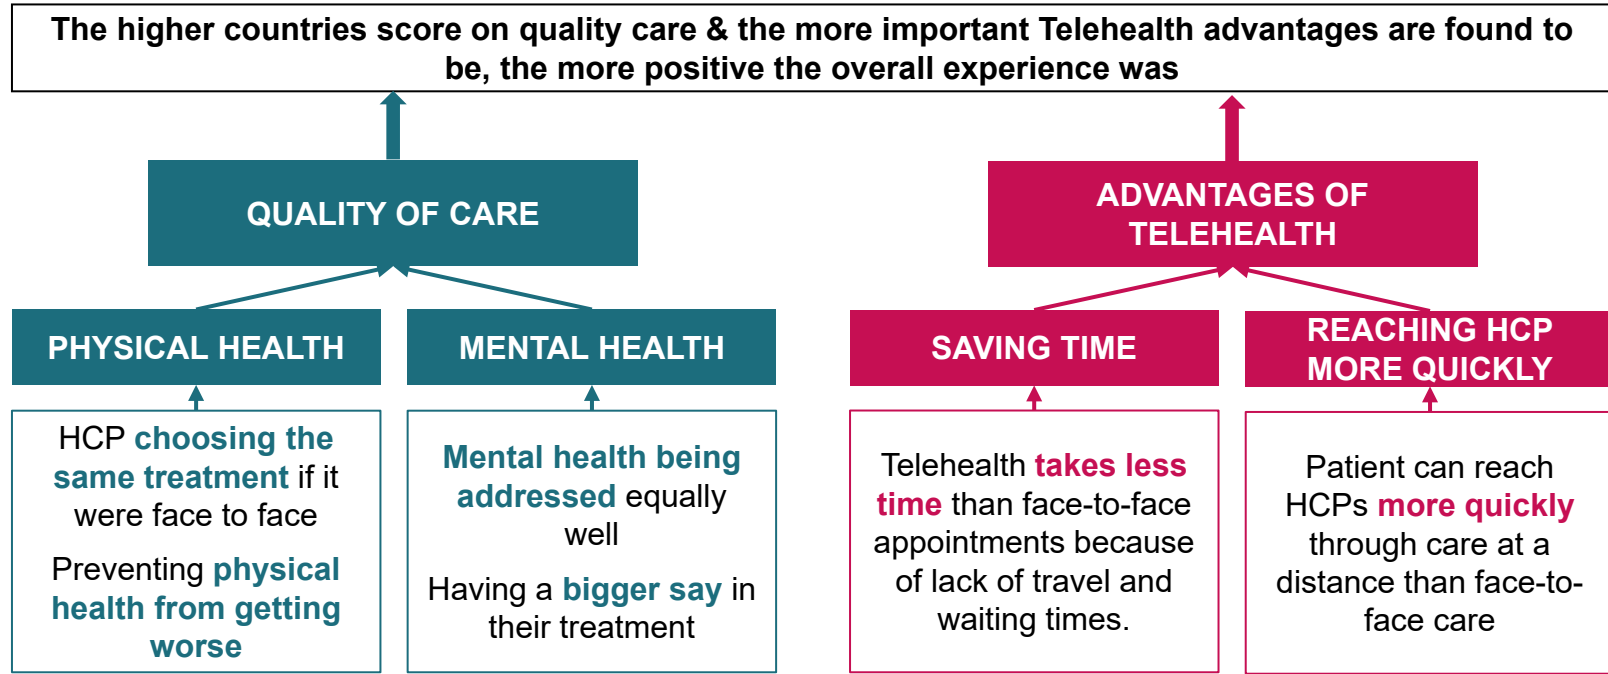 The higher countries score on quality care & the more important Telehealth advantages are found to
be, the more positive the overall experience was
QUALITY OF CARE
ADVANTAGES OF
TELEHEALTH
PHYSICAL HEALTH
MENTAL HEALTH
SAVING TIME
REACHING HCP
MORE QUICKLY
HCP choosing the
same treatment if it
were face to face
Preventing physical
health from getting
worse
Mental health being
addressed equally
well
Having a bigger say in
their treatment
Telehealth takes less
time than face-to-face
appointments because
of lack of travel and
waiting times.
Patient can reach
HCPs more quickly
through care at a
distance than face-to-
face care